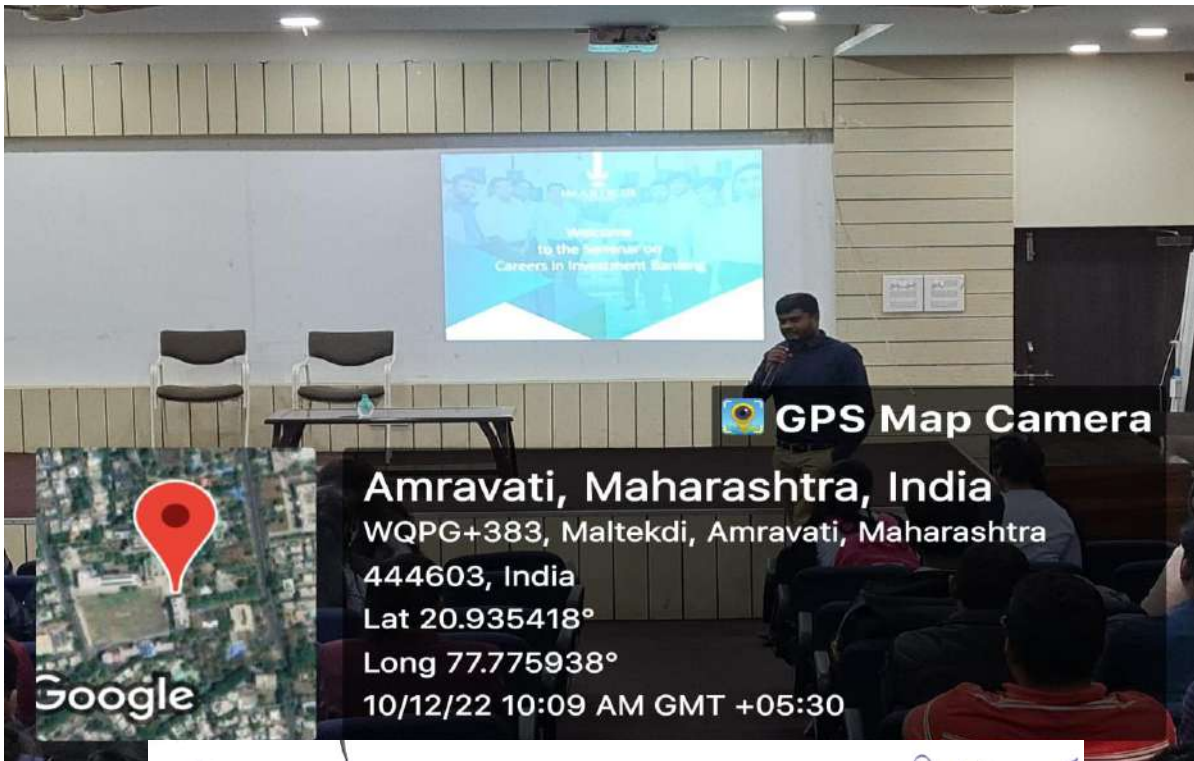 Welcome
to the Seminar on
Careers in Investment Banking
GPS Map Camera
Amravati, Maharashtra, India
WQPG+383, Maltekdi, Amravati, Maharashtra
444603, India
Lat 20.935418°
Long 77.775938°
10/12/22 10:09 AM GMT +05:30
Google